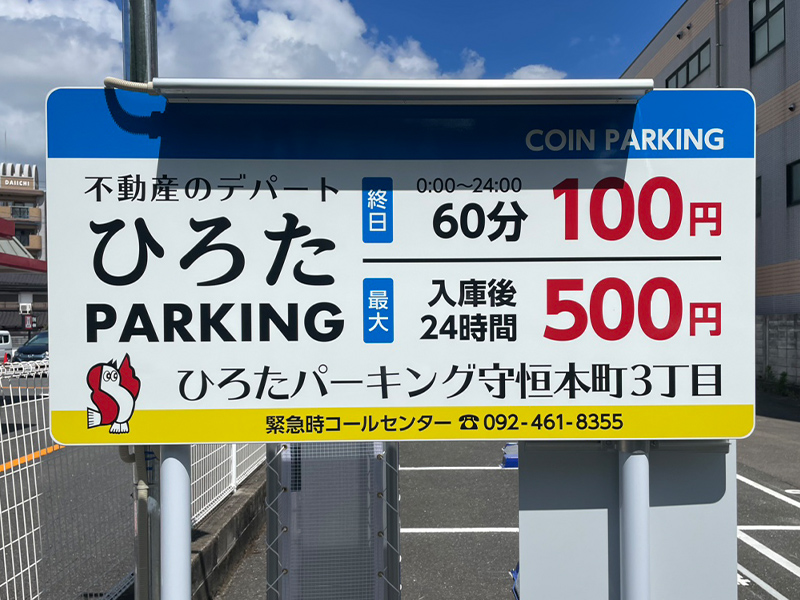 COIN PARKING
DAIICHI
不動産のデパート
ひろた
PARKING
終日
0:00〜24:00
60分
100円
最大
入庫後
24時間
500円
ひろたパーキング守恒本町3丁目
緊急時コールセンター ☎092-461-8355